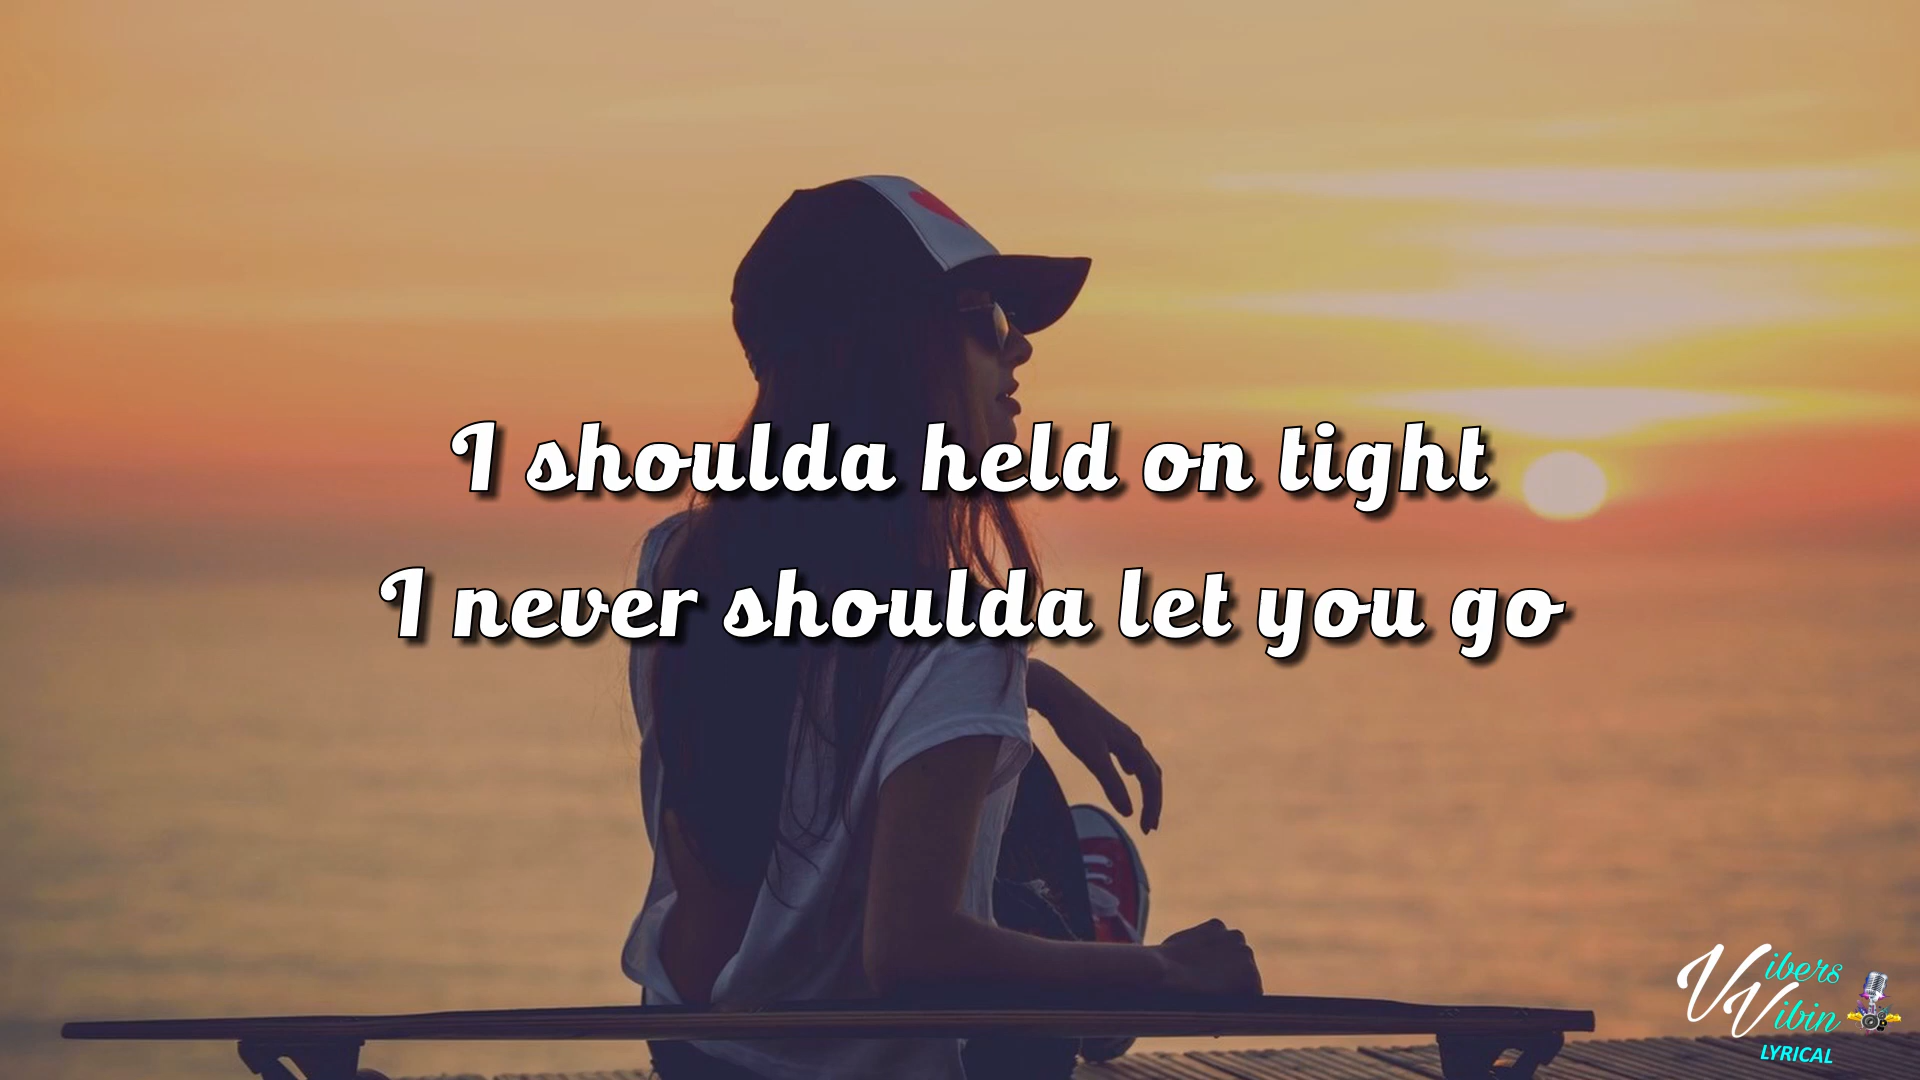 I shoulda held on tight
I never shoulda let you go
Vibers
Vibin
LYRICAL